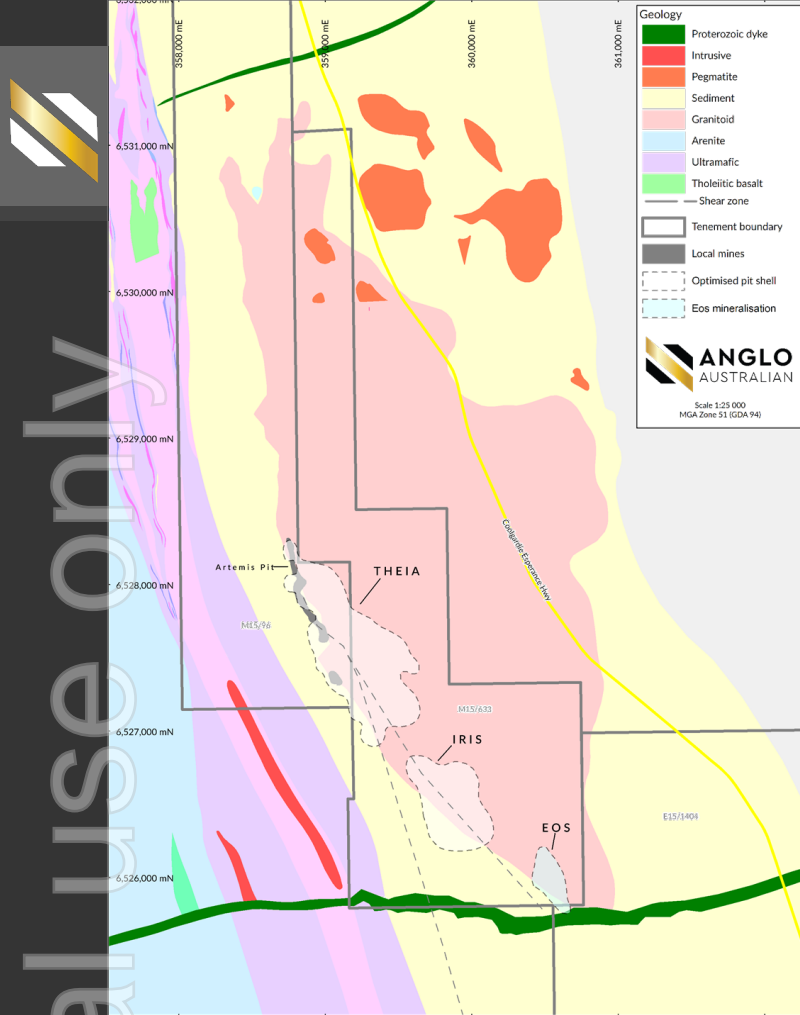 6,532,000 mN
358,000 mE
359,000 mE
360,000 mE
361,000 mE
Geology
Proterozoic dyke
Intrusive
Pegmatite
Sediment
Granitoid
Arenite
Ultramafic
Tholeiitic basalt
Shear zone
Tenement boundary
Local mines
Optimised pit shell
Eos mineralisation
ANGLO
AUSTRALIAN
Scale 1:25 000
MGA Zone 51 (GDA 94)
6,531,000 mN
6,530,000 mN
6,529,000 mN
Coolgardie Esperance Hwy
Artemis Pit
THEIA
6,528,000 mN
M15/96
M15/633
6,527,000 mN
IRIS
E15/1404
EOS
6,526,000 mN
al use only